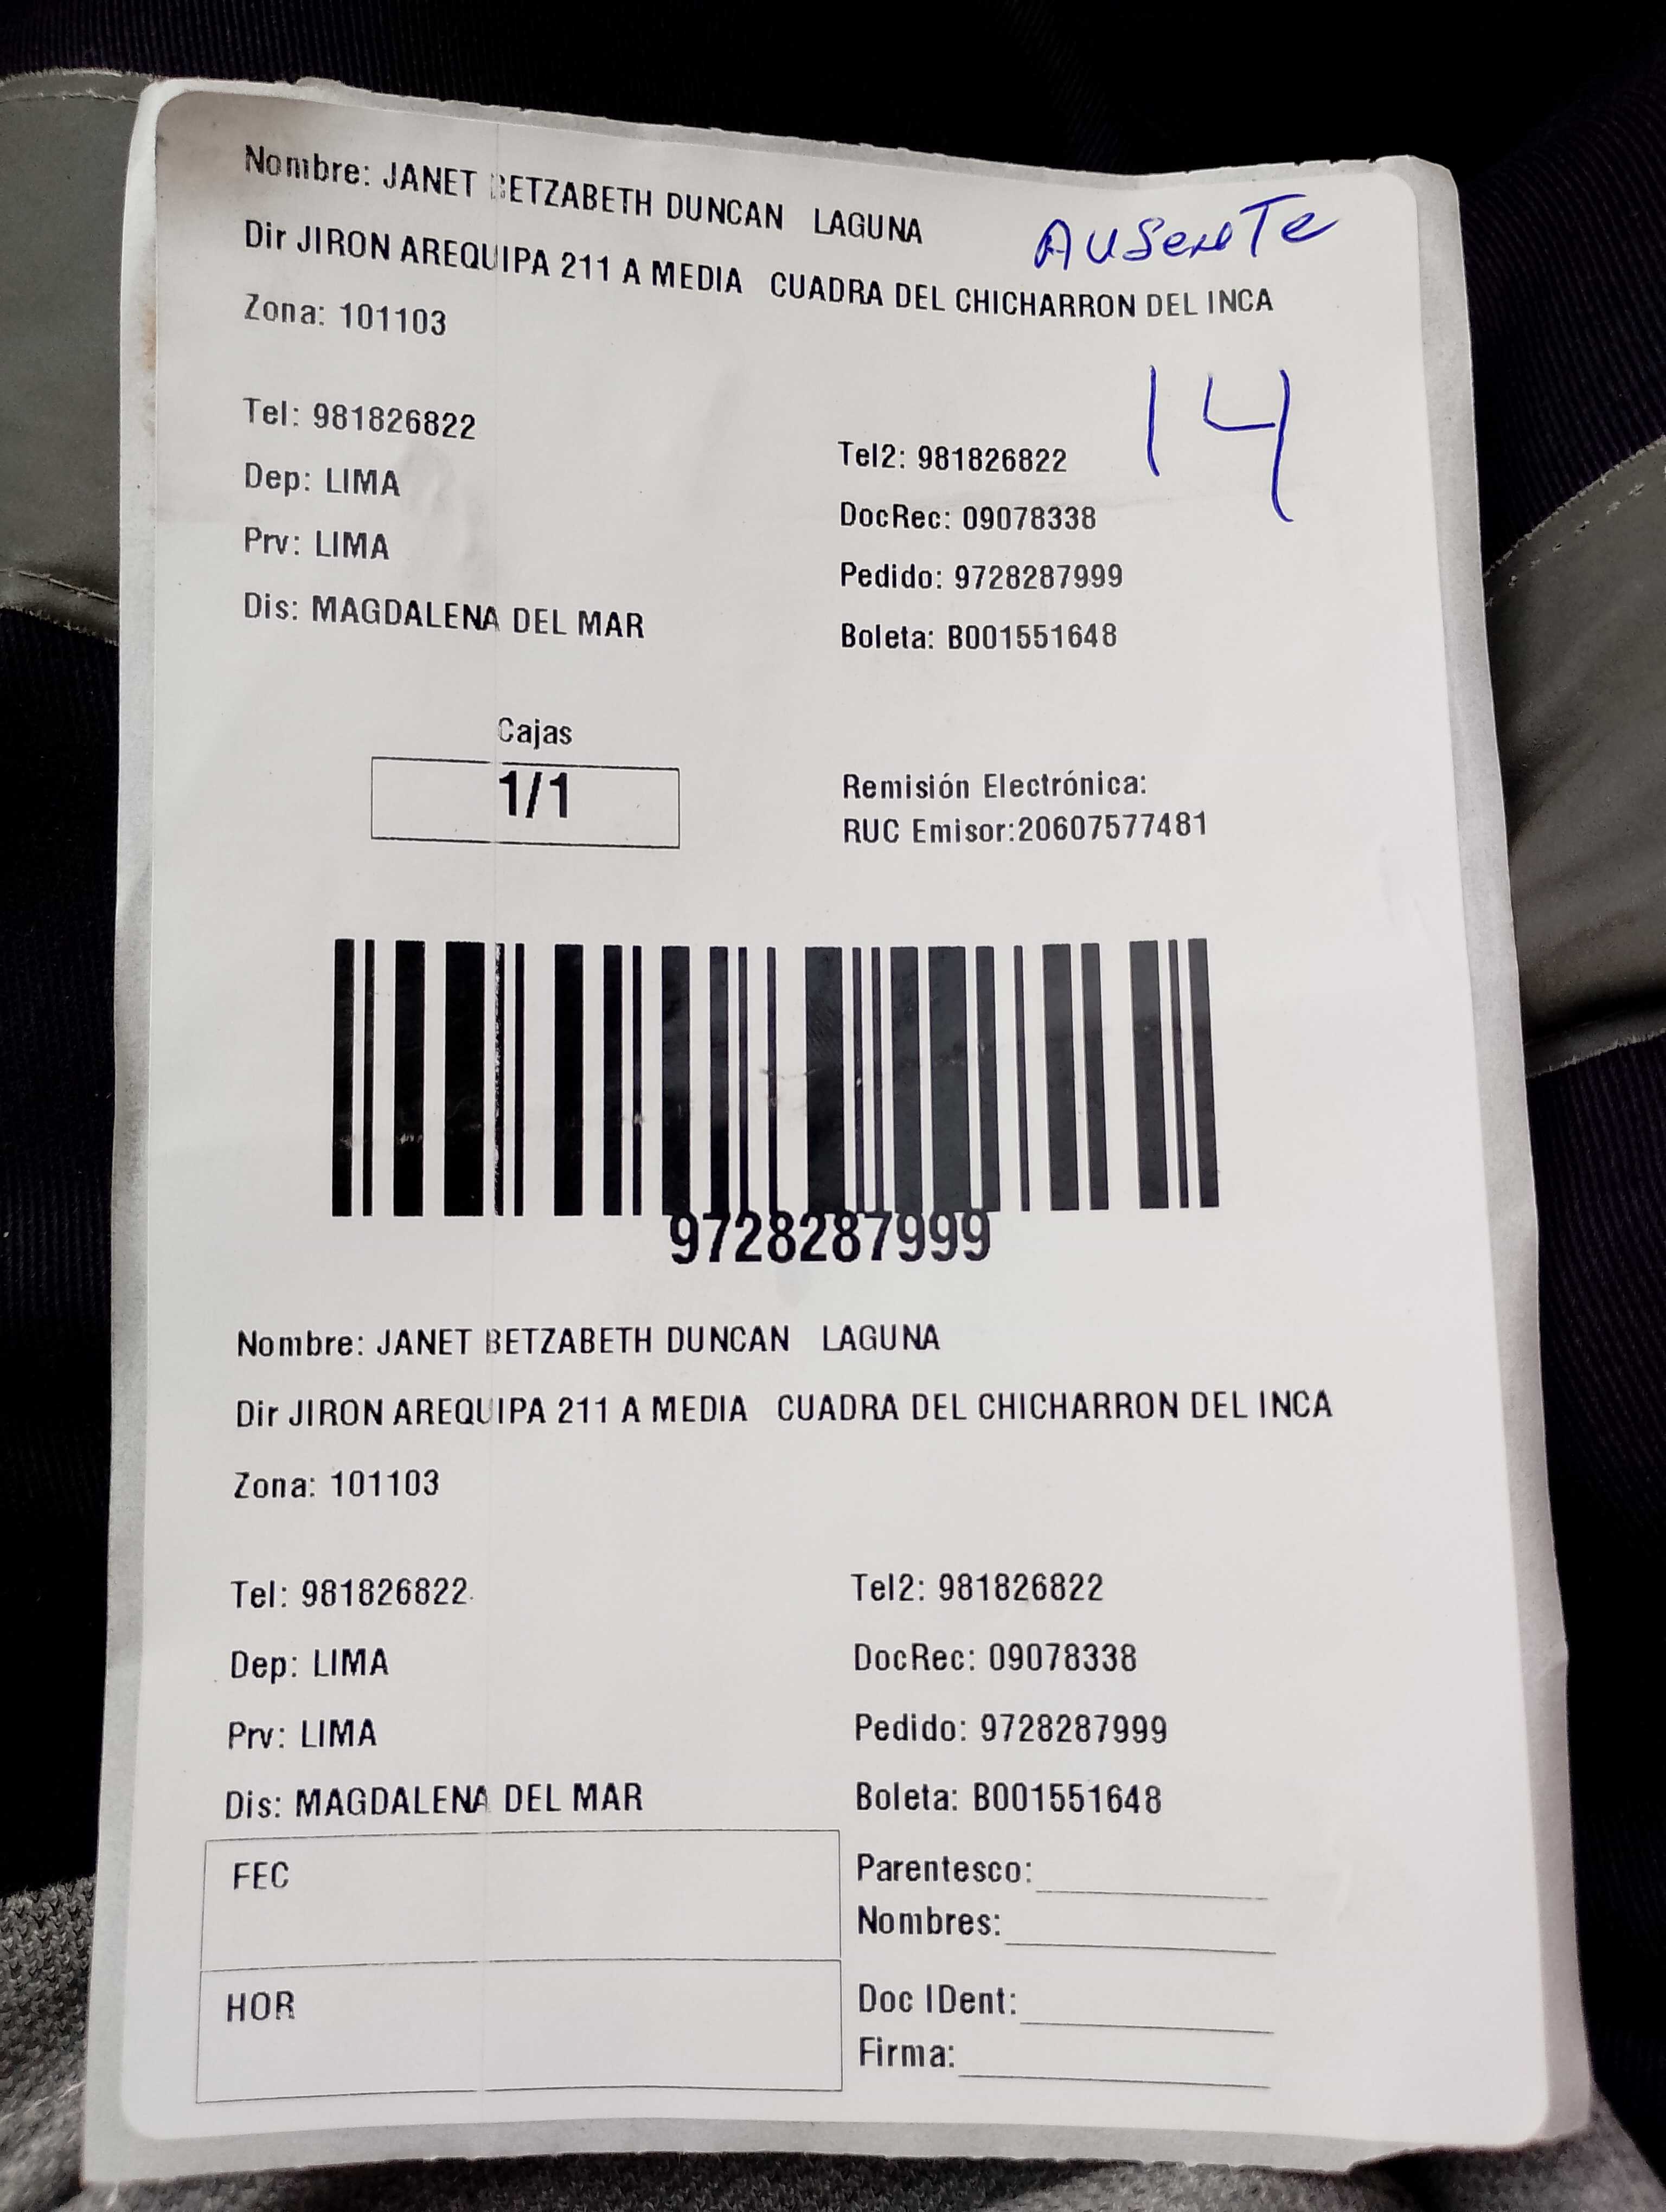 Nombre: JANET BETZABETH DUNCAN LAGUNA
AUSENTE
Dir JIRON AREQUIPA 211 A MEDIA CUADRA DEL CHICHARRON DEL INCA
Zona: 101103
14
Tel: 981826822
Tel2: 981826822
Dep: LIMA
DocRec: 09078338
Prv: LIMA
Pedido: 9728287999
Dis: MAGDALENA DEL MAR
Boleta: B001551648
Cajas
1/1
Remisión Electrónica:
RUC Emisor:20607577481
9728287999
Nombre: JANET BETZABETH DUNCAN LAGUNA
Dir JIRON AREQUIPA 211 A MEDIA CUADRA DEL CHICHARRON DEL INCA
Zona: 101103
Tel: 981826822
Tel2: 981826822
Dep: LIMA
DocRec: 09078338
Prv: LIMA
Pedido: 9728287999
Dis: MAGDALENA DEL MAR
Boleta: B001551648
FEC
Parentesco:
Nombres:
HOR
Doc IDent:
Firma: